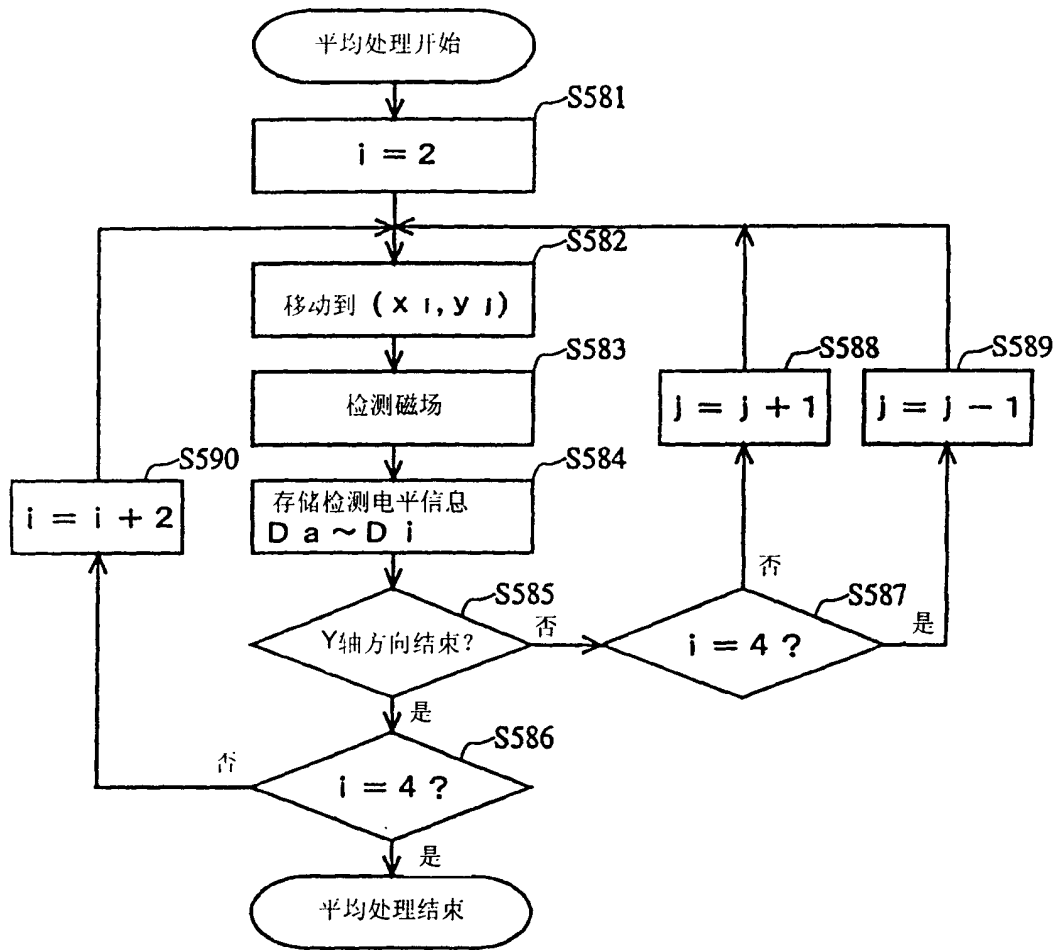 平均处理开始
S581
i = 2
S582
移动到 (x i, y j)
S583
检测磁场
S584
存储检测电平信息
D a ~ D i
S585
Y轴方向结束?
否
是
S586
i = 4 ?
否
是
平均处理结束
S587
i = 4 ?
否
是
S588
j = j + 1
S589
j = j - 1
S590
i = i + 2